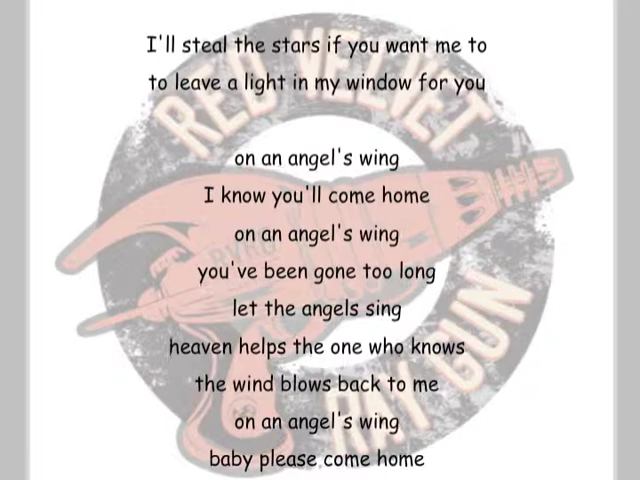 I'll steal the stars if you want me to
to leave a light in my window for you
on an angel's wing
I know you'll come home
on an angel's wing
you've been gone too long
let the angels sing
heaven helps the one who knows
the wind blows back to me
on an angel's wing
baby please come home
RED VELVET
RAY GUN
RVRG